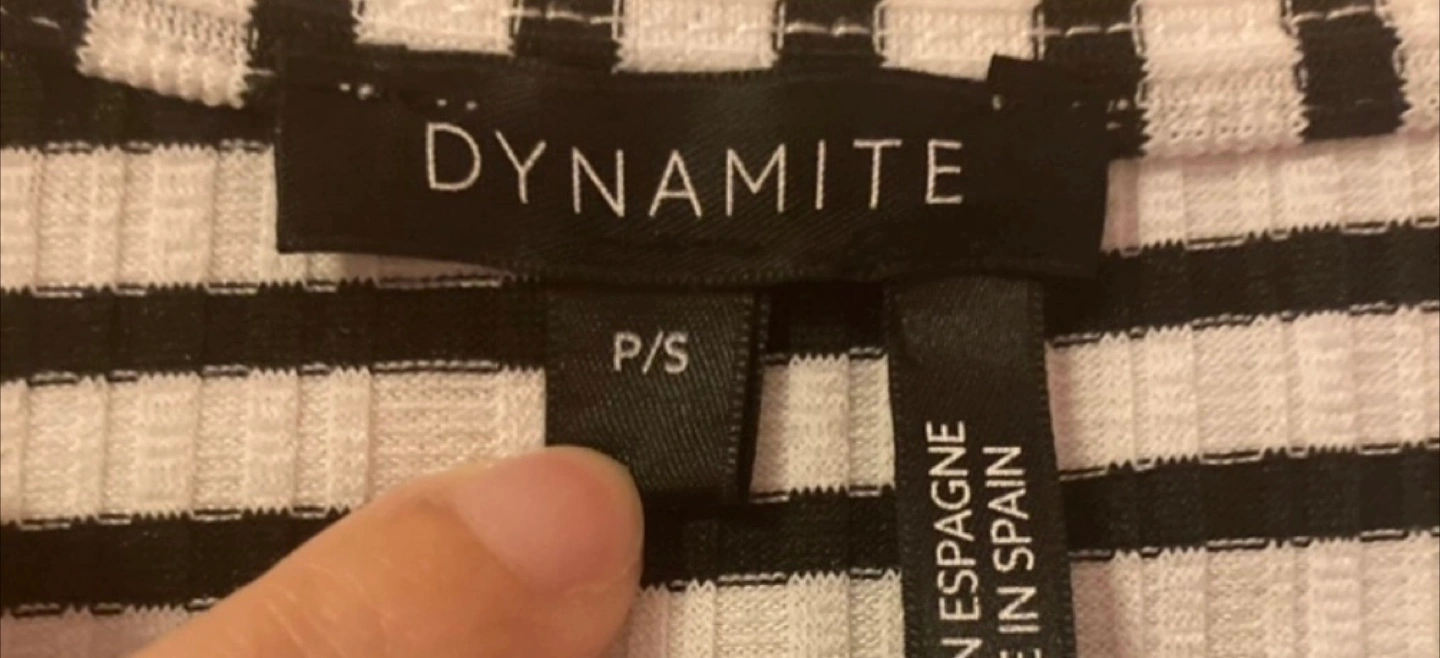 DYNAMITE
P/S
ESPAGNE
IN SPAIN